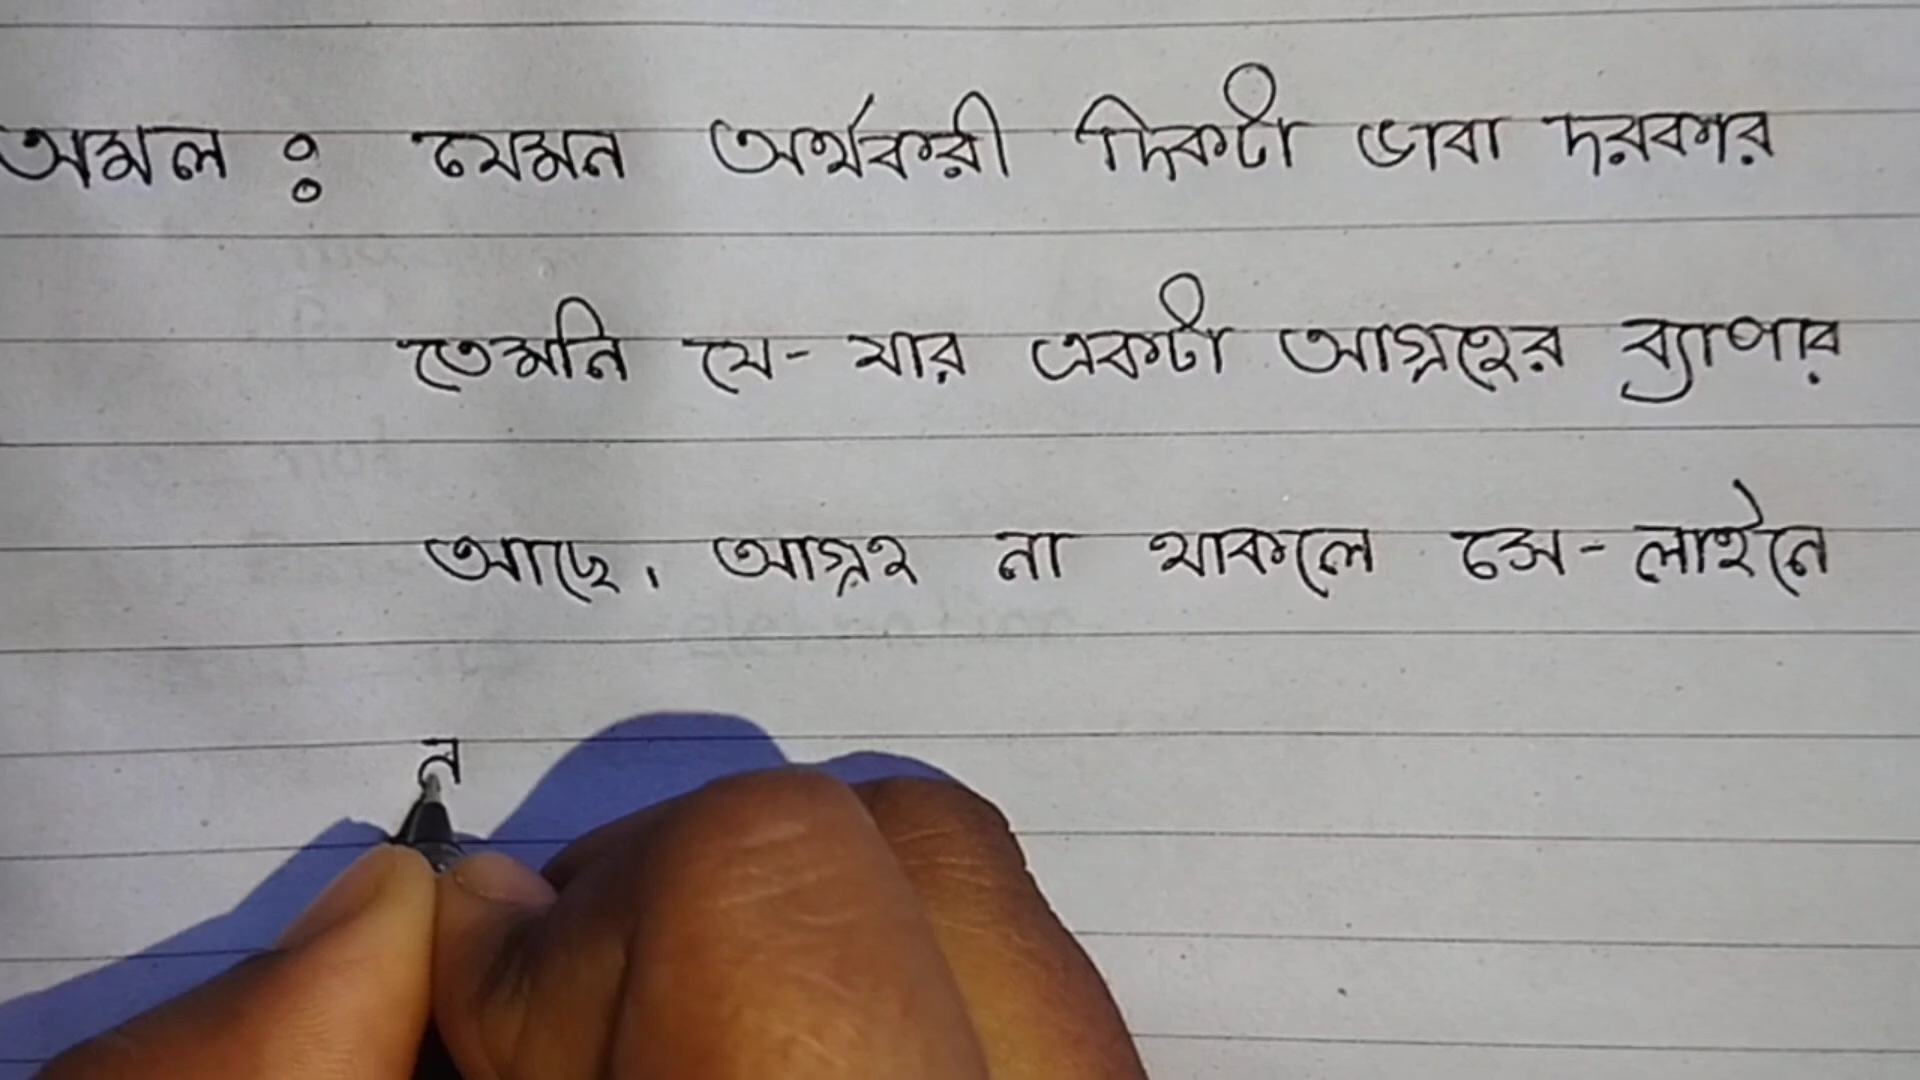 অমল ঃ যেমন অর্থকরী দিকটা ভাবা দরকার
তেমনি যে-যার একটা আগ্রহের ব্যাপার
আছে। আগ্রহ না থাকলে সে-লাইনে
ন